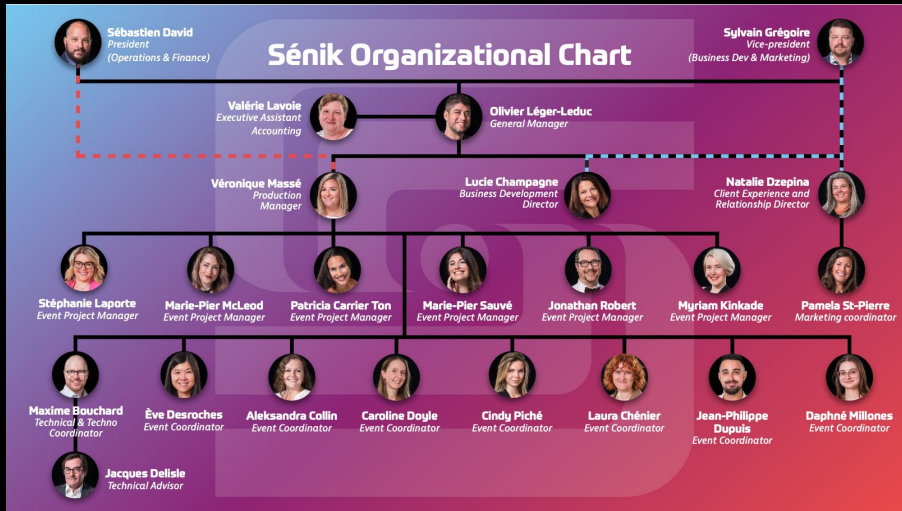 Sébastien David
President
(Operations & Finance)
Sénik Organizational Chart
Sylvain Grégoire
Vice-president
(Business Dev & Marketing)
Valérie Lavoie
Executive Assistant
Accounting
Olivier Léger-Leduc
General Manager
Véronique Massé
Production
Manager
Lucie Champagne
Business Development
Director
Natalie Dzepina
Client Experience and
Relationship Director
Stéphanie Laporte
Event Project Manager
Marie-Pier McLeod
Event Project Manager
Patricia Carrier Ton
Event Project Manager
Marie-Pier Sauvé
Event Project Manager
Jonathan Robert
Event Project Manager
Myriam Kinkade
Event Project Manager
Pamela St-Pierre
Marketing coordinator
Maxime Bouchard
Technical & Techno
Coordinator
Ève Desroches
Event Coordinator
Aleksandra Collin
Event Coordinator
Caroline Doyle
Event Coordinator
Cindy Piché
Event Coordinator
Laura Chénier
Event Coordinator
Jean-Philippe
Dupuis
Event Coordinator
Daphné Millones
Event Coordinator
Jacques Delisle
Technical Advisor